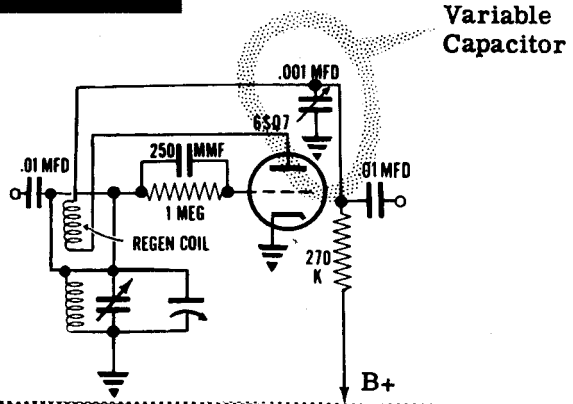 Variable
Capacitor
.001 MFD
6SQ7
250 MMF
.01 MFD
01 MFD
1 MEG
REGEN COIL
270
K
B+